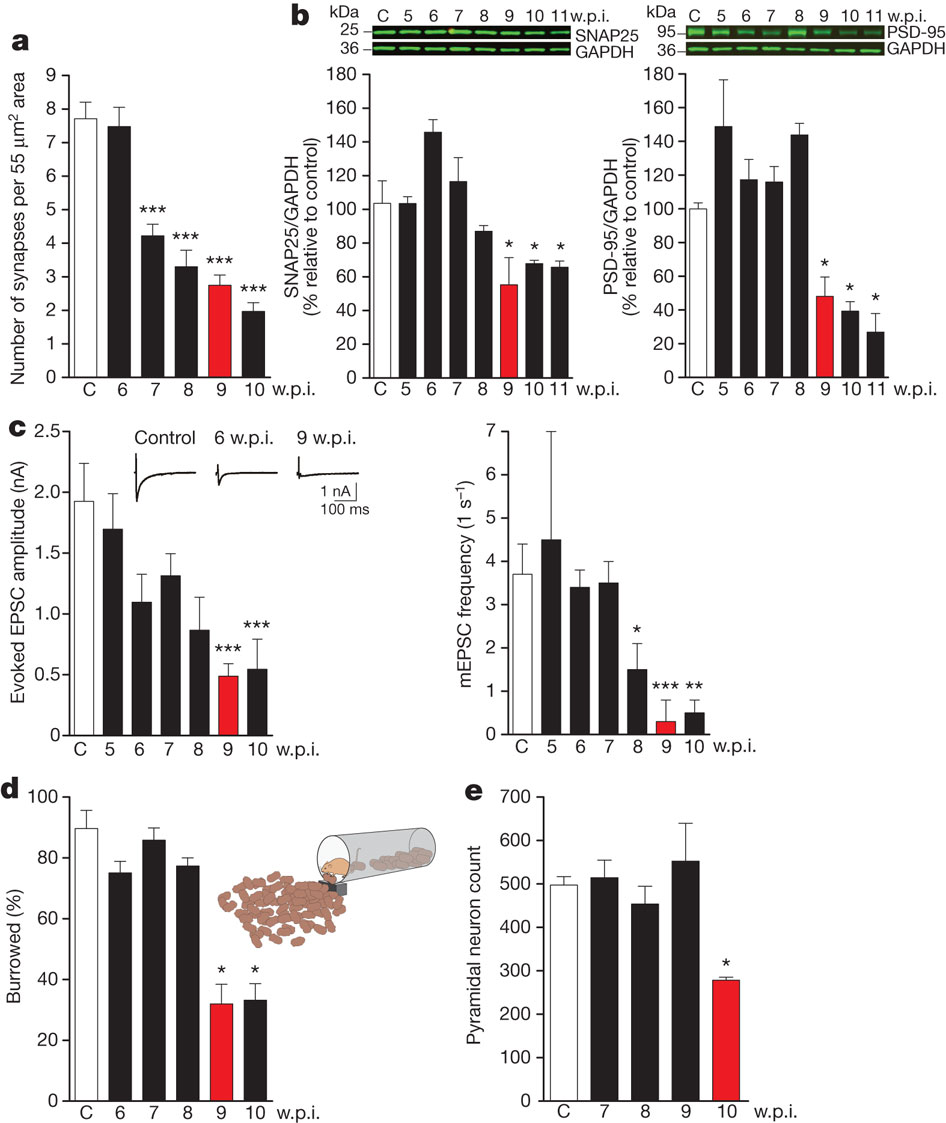 a
Number of synapses per 55 µm² area
9
8
7
6
5
4
3
2
1
0
***
***
***
***
C 6 7 8 9 10 w.p.i.
b
kDa C 5 6 7 8 9 10 11 w.p.i.
25 SNAP25
36 GAPDH
SNAP25/GAPDH
(% relative to control)
180
160
140
120
100
80
60
40
20
0
* * *
C 5 6 7 8 9 10 11 w.p.i.
kDa C 5 6 7 8 9 10 11 w.p.i.
95 PSD-95
36 GAPDH
PSD-95/GAPDH
(% relative to control)
180
160
140
120
100
80
60
40
20
0
*
*
*
C 5 6 7 8 9 10 11 w.p.i.
c
Evoked EPSC amplitude (nA)
2.5
2.0
1.5
1.0
0.5
0
Control 6 w.p.i. 9 w.p.i.
1 nA
100 ms
***
***
C 5 6 7 8 9 10 w.p.i.
mEPSC frequency (1 s⁻¹)
7
6
5
4
3
2
1
0
*
*** **
C 5 6 7 8 9 10 w.p.i.
d
Burrowed (%)
100
80
60
40
20
0
* *
C 6 7 8 9 10 w.p.i.
e
Pyramidal neuron count
700
600
500
400
300
200
100
0
*
C 7 8 9 10 w.p.i.